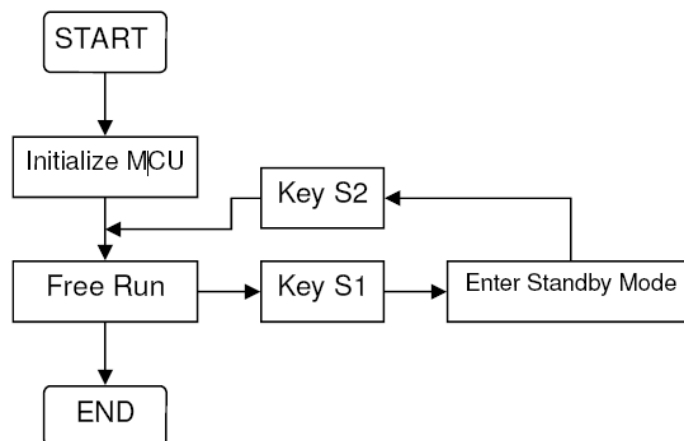 START
Initialize MCU
Key S2
Free Run
Key S1
Enter Standby Mode
END